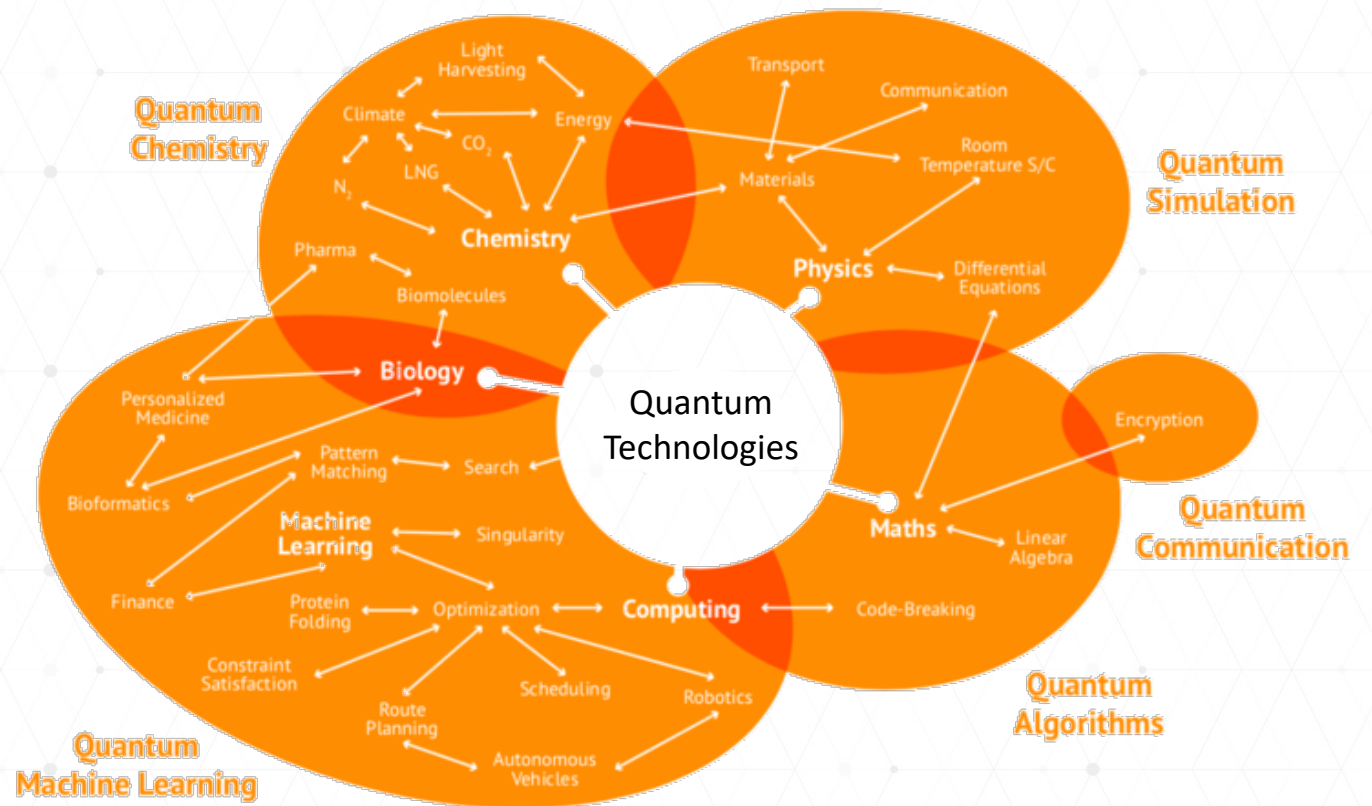 Quantum
Chemistry
Light
Harvesting
Climate
Energy
CO₂
LNG
N₂
Chemistry
Pharma
Biomolecules
Transport
Communication
Room
Temperature S/C
Materials
Physics
Differential
Equations
Quantum
Simulation
Biology
Quantum
Technologies
Personalized
Medicine
Pattern
Matching
Search
Bioformatics
Machine
Learning
Singularity
Finance
Protein
Folding
Optimization
Computing
Constraint
Satisfaction
Scheduling
Robotics
Route
Planning
Autonomous
Vehicles
Quantum
Machine Learning
Encryption
Quantum
Communication
Maths
Linear
Algebra
Code-Breaking
Quantum
Algorithms